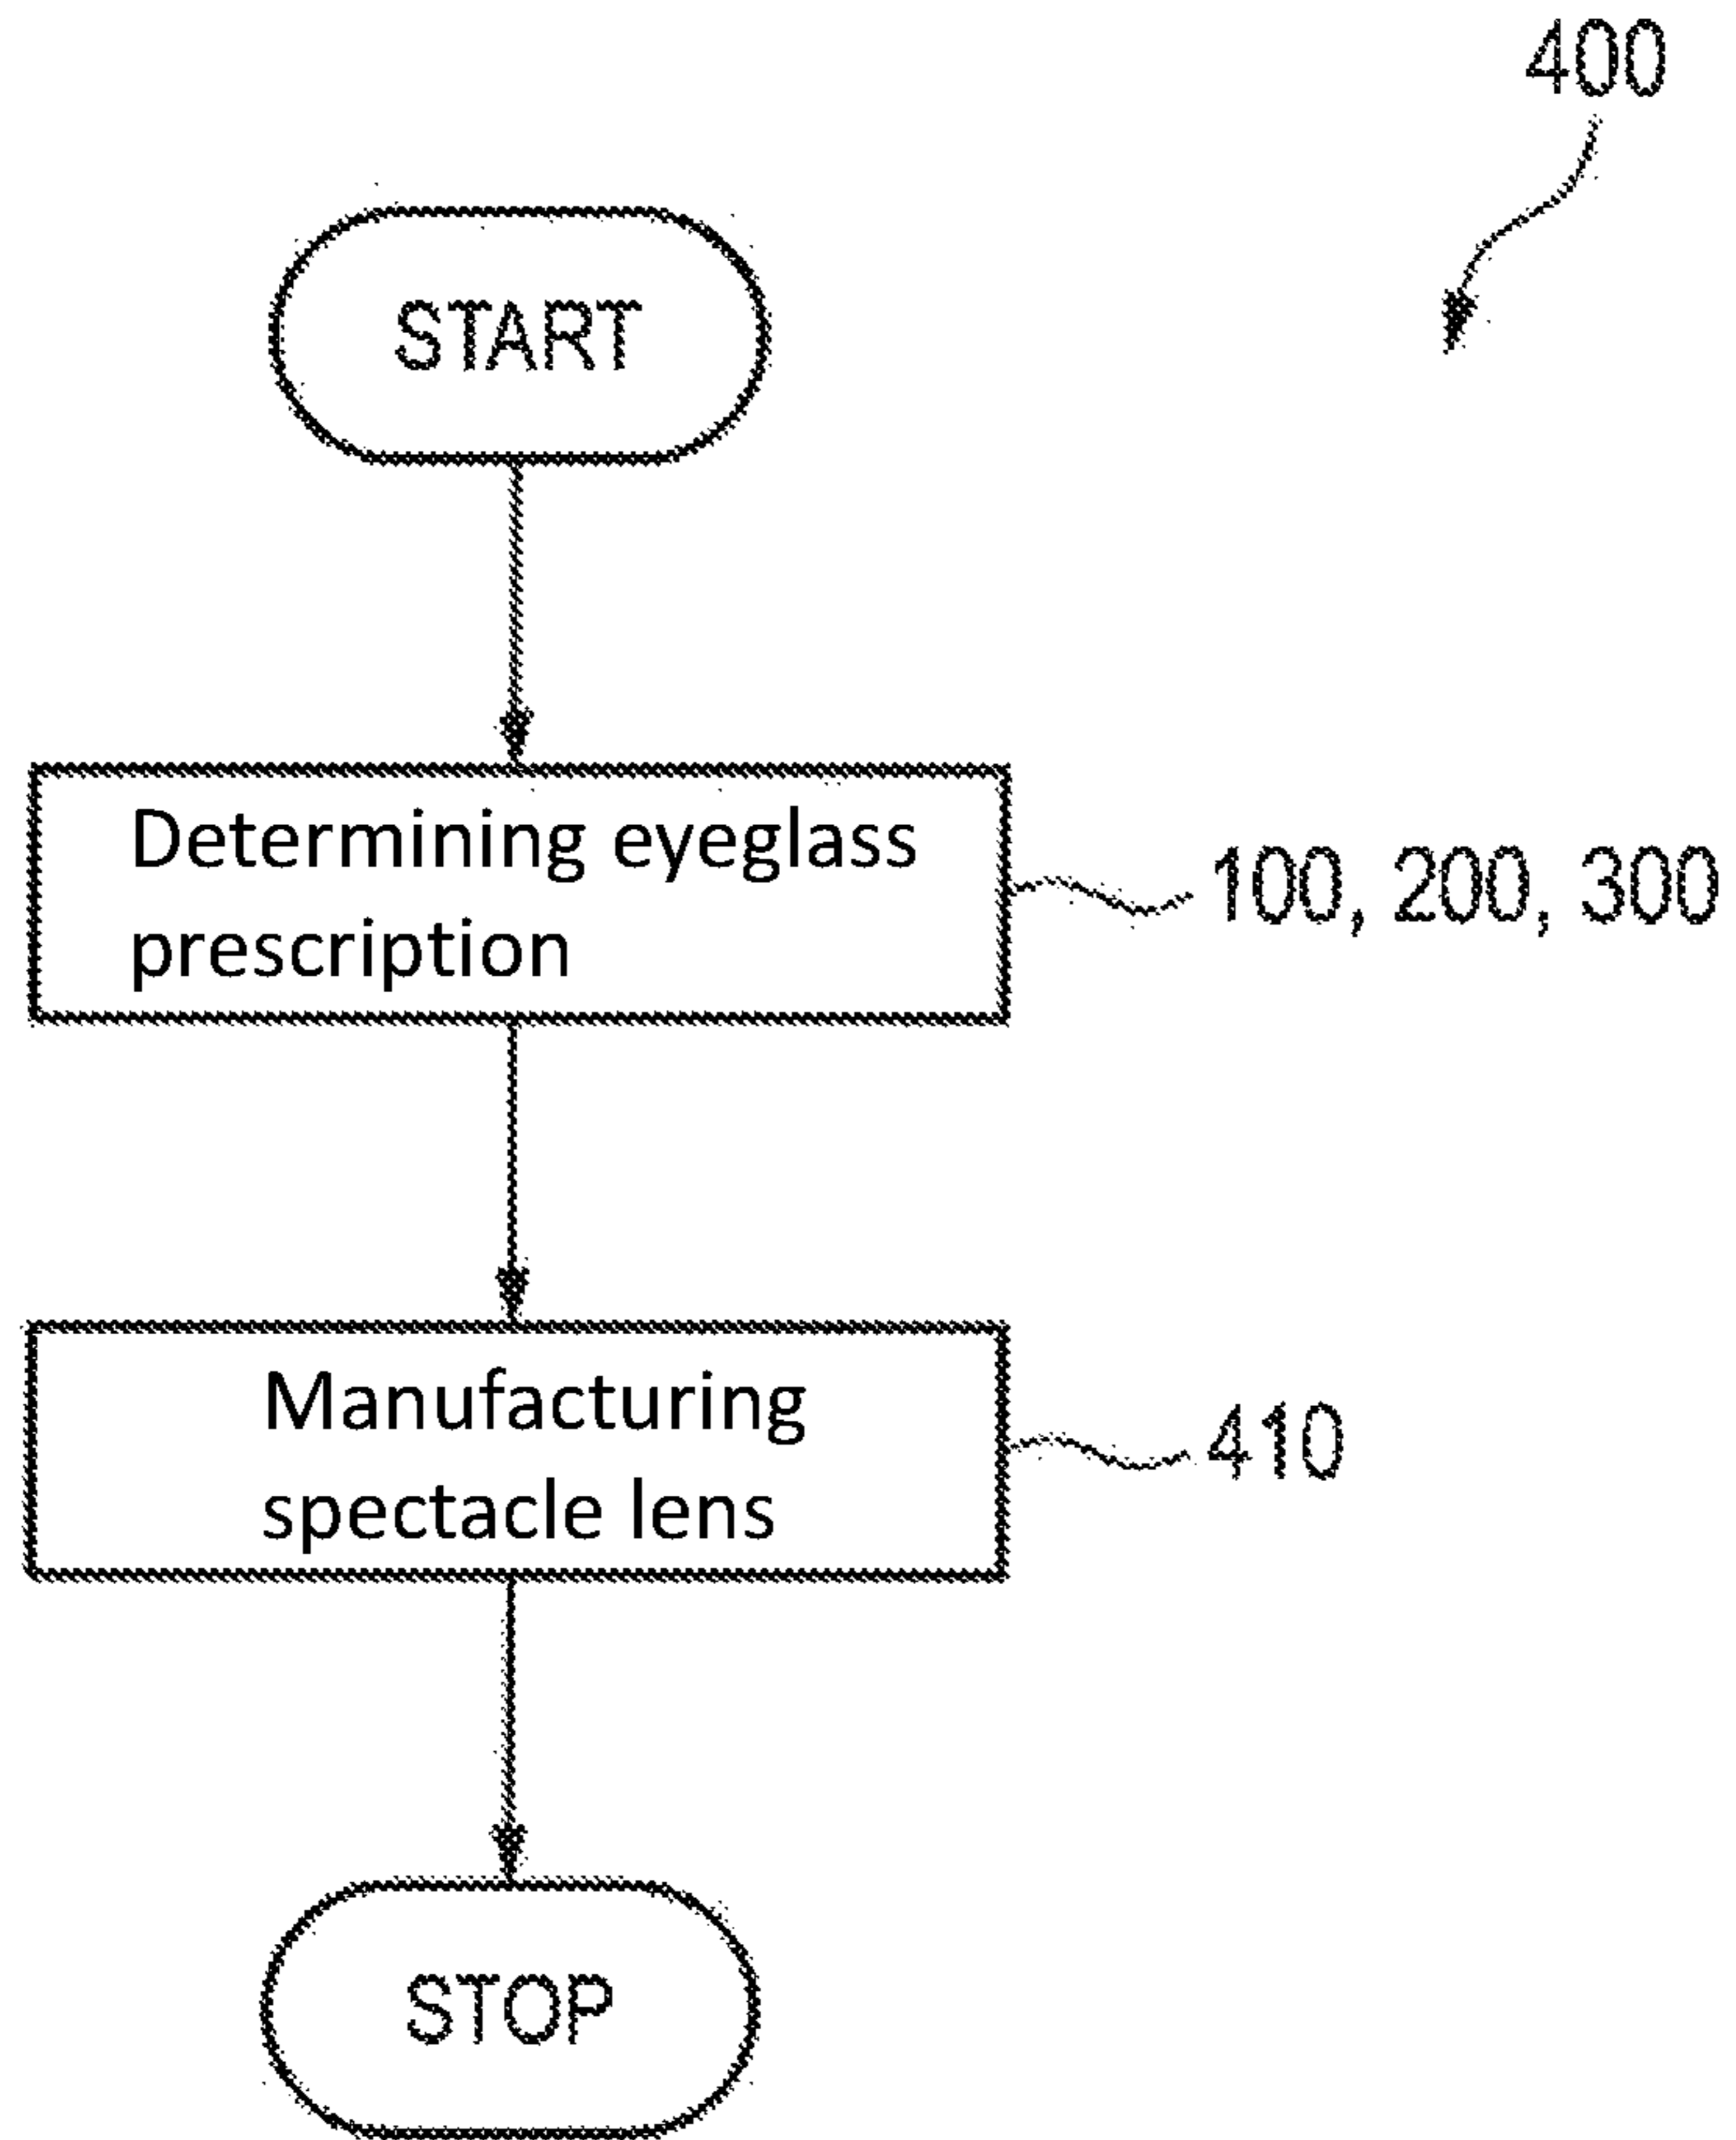 400
START
Determining eyeglass
prescription
100, 200, 300
Manufacturing
spectacle lens
410
STOP